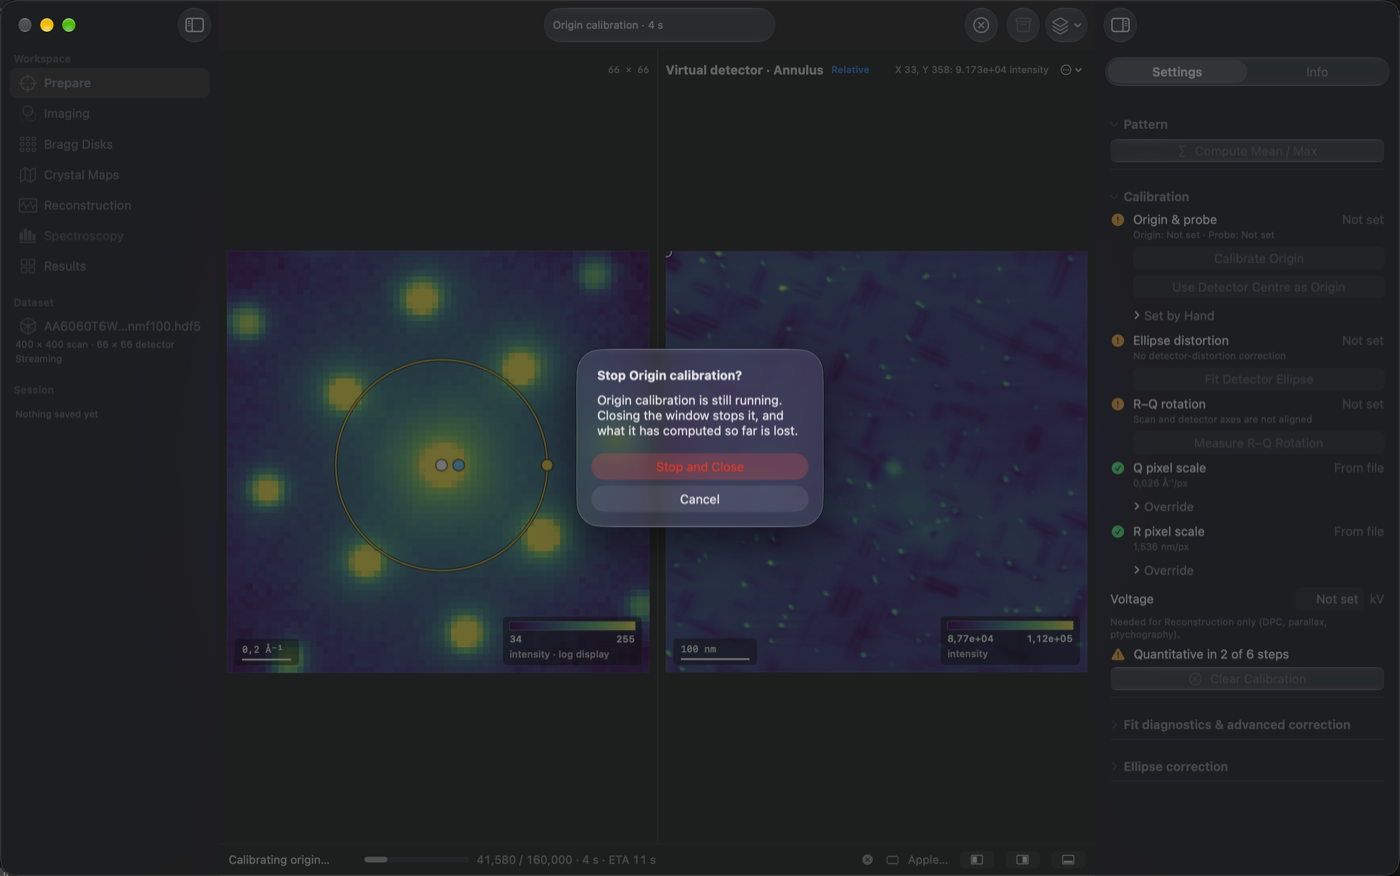 Origin calibration · 4 s
Workspace
Prepare
Imaging
Bragg Disks
Crystal Maps
Reconstruction
Spectroscopy
Results
Dataset
AA6060T6W...nmf100.hdf5
400 × 400 scan · 66 × 66 detector
Streaming
Session
Nothing saved yet
66 × 66
0,2 Å⁻¹
34 255
intensity · log display
Virtual detector · Annulus Relative X 33, Y 358: 9.173e+04 intensity
100 nm
8,77e+04 1,12e+05
intensity
Stop Origin calibration?
Origin calibration is still running.
Closing the window stops it, and
what it has computed so far is lost.
Stop and Close
Cancel
Calibrating origin... 41,580 / 160,000 · 4 s · ETA 11 s
Apple...
Settings Info
Pattern
Σ Compute Mean / Max
Calibration
Origin & probe Not set
Origin: Not set · Probe: Not set
Calibrate Origin
Use Detector Centre as Origin
Set by Hand
Ellipse distortion Not set
No detector-distortion correction
Fit Detector Ellipse
R–Q rotation Not set
Scan and detector axes are not aligned
Measure R–Q Rotation
Q pixel scale From file
0,026 Å⁻¹/px
Override
R pixel scale From file
1,536 nm/px
Override
Voltage Not set kV
Needed for Reconstruction only (DPC, parallax,
ptychography).
Quantitative in 2 of 6 steps
Clear Calibration
Fit diagnostics & advanced correction
Ellipse correction